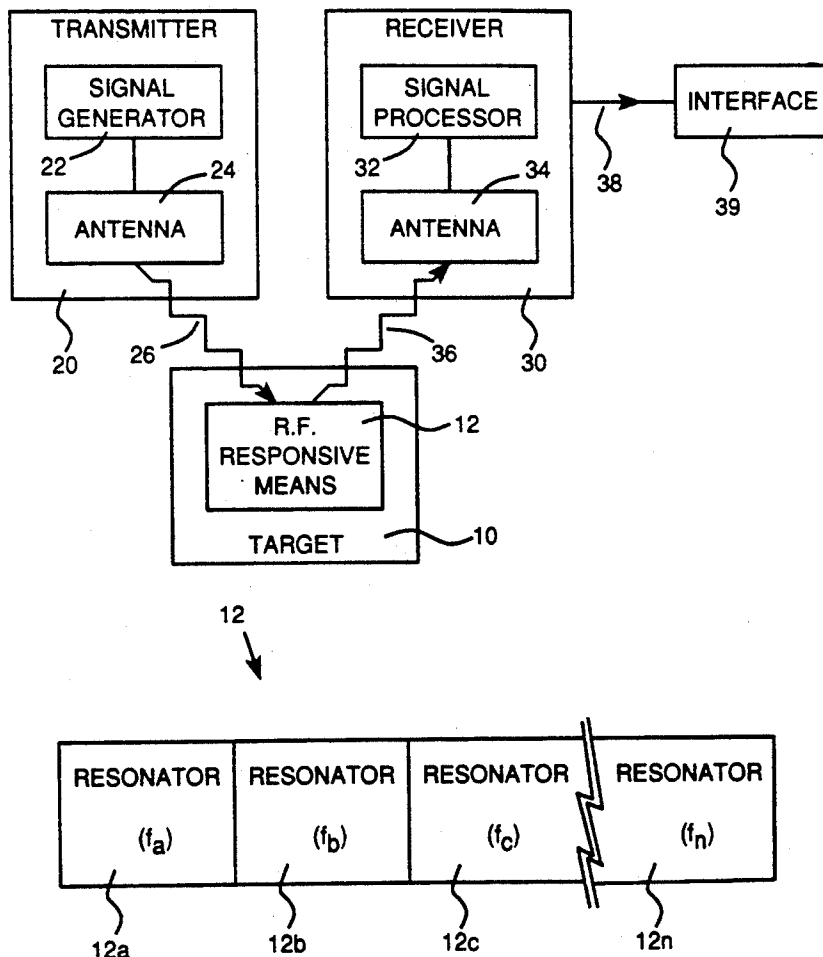 TRANSMITTER
SIGNAL
GENERATOR
22
24
ANTENNA
20
26
RECEIVER
SIGNAL
PROCESSOR
32
34
ANTENNA
36
30
38
INTERFACE
39
R.F.
RESPONSIVE
MEANS
12
TARGET
10
12
RESONATOR
(fa)
12a
RESONATOR
(fb)
12b
RESONATOR
(fc)
12c
RESONATOR
(fn)
12n